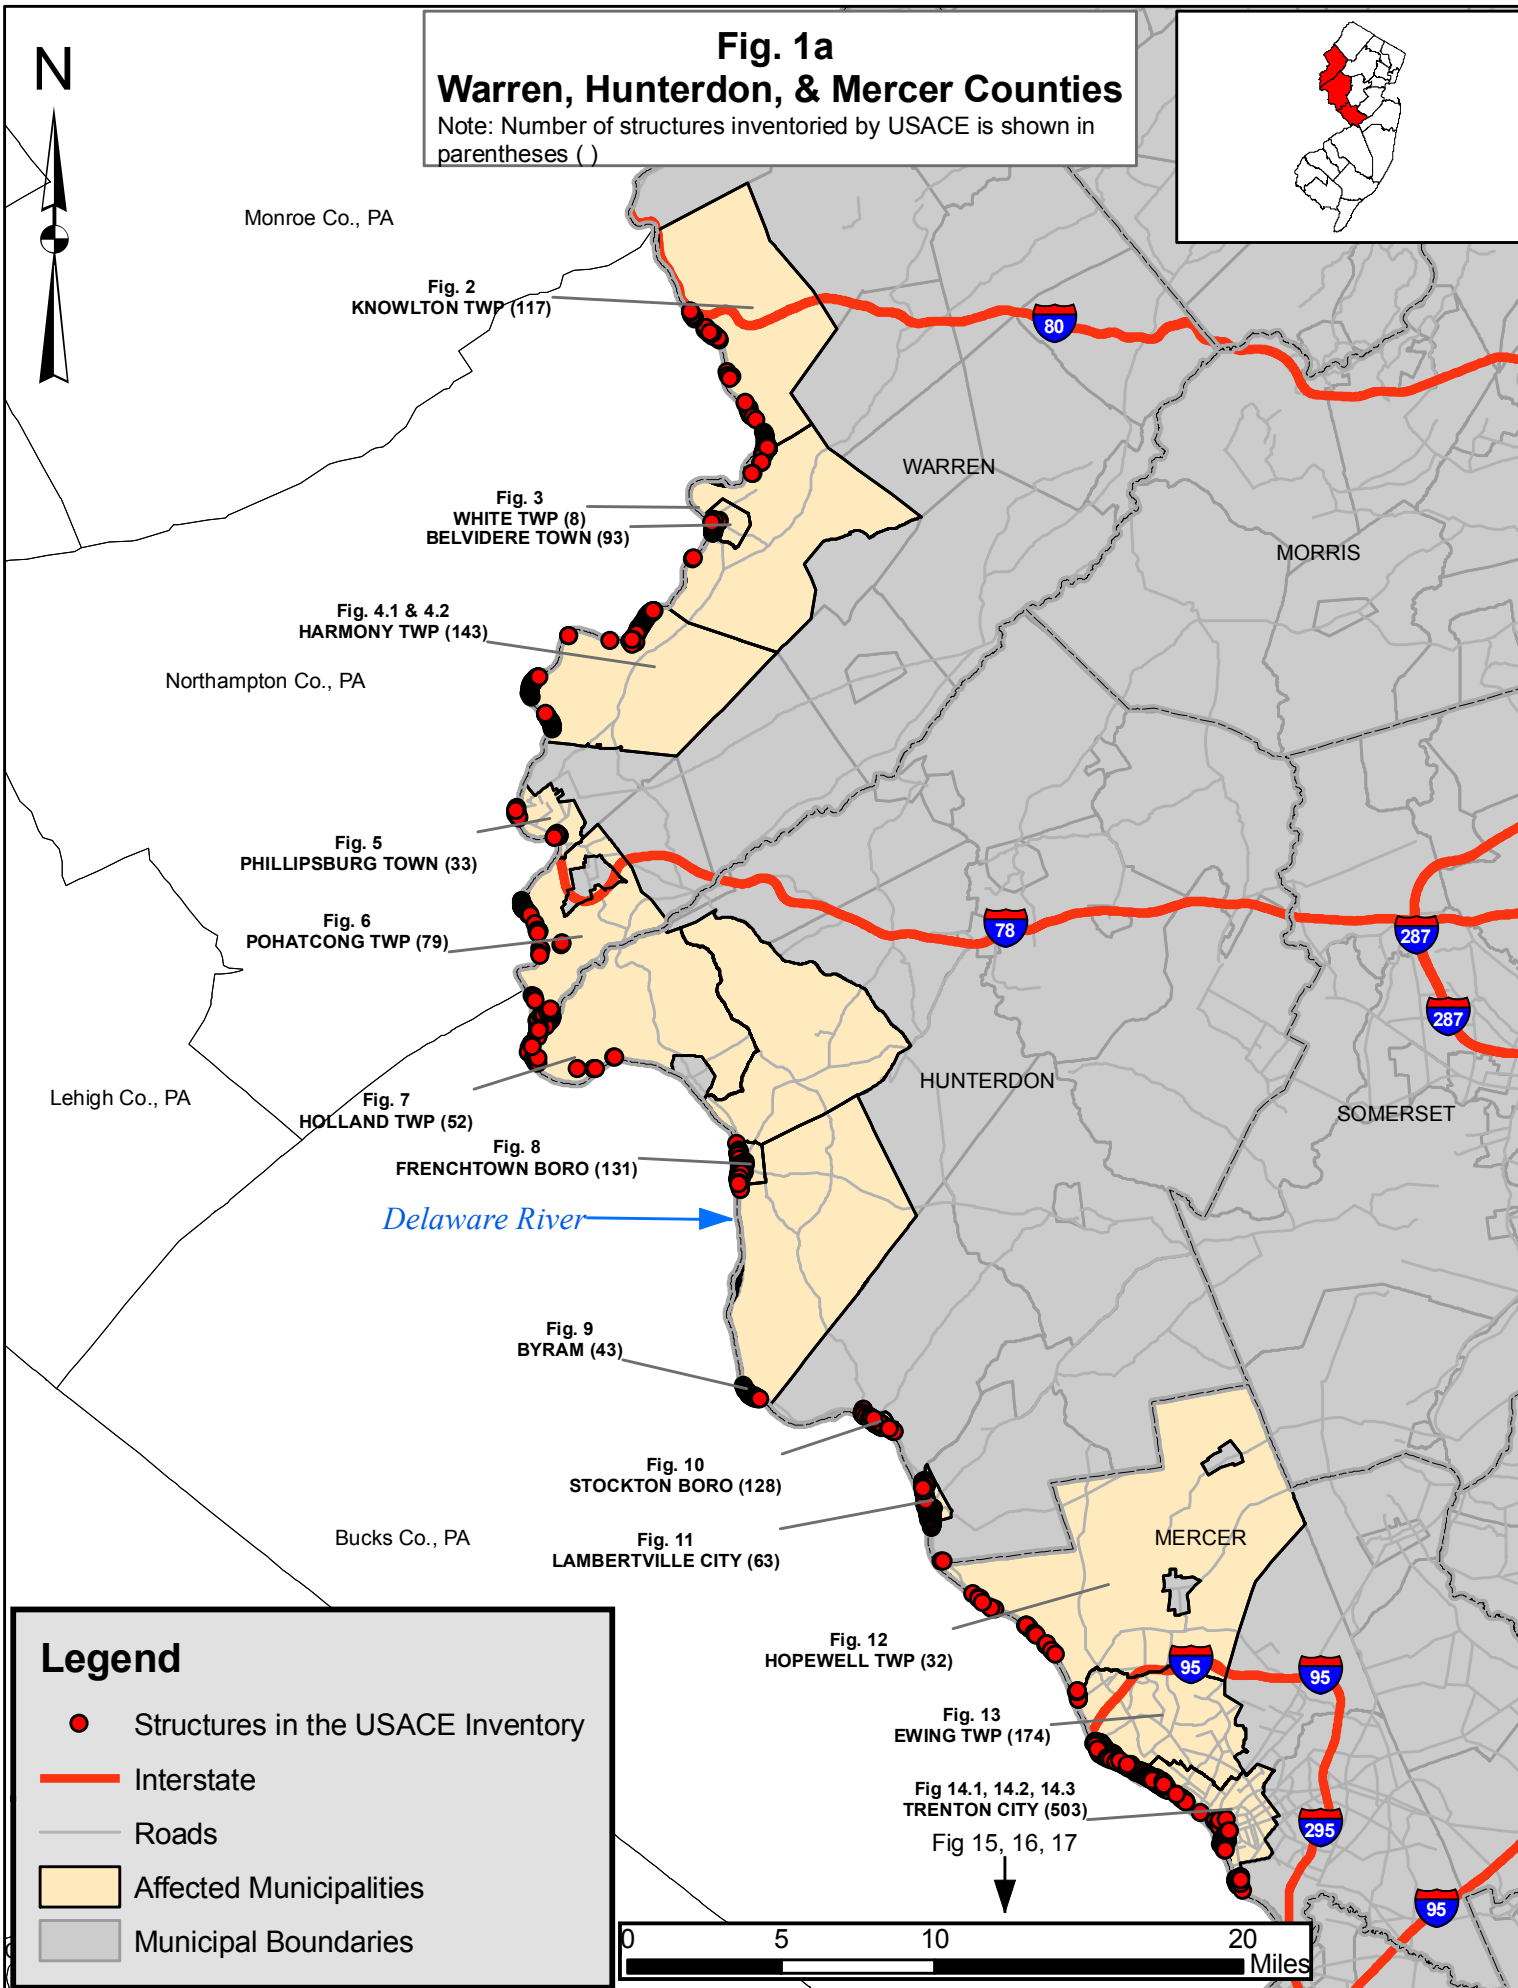 Fig. 1a
Warren, Hunterdon, & Mercer Counties
Note: Number of structures inventoried by USACE is shown in
parentheses ( )
N
Monroe Co., PA
Fig. 2
KNOWLTON TWP (117)
80
WARREN
Fig. 3
WHITE TWP (8)
BELVIDERE TOWN (93)
MORRIS
Fig. 4.1 & 4.2
HARMONY TWP (143)
Northampton Co., PA
Fig. 5
PHILLIPSBURG TOWN (33)
Fig. 6
POHATCONG TWP (79)
78
287
287
HUNTERDON
Lehigh Co., PA
SOMERSET
Fig. 7
HOLLAND TWP (52)
Fig. 8
FRENCHTOWN BORO (131)
Delaware River
Fig. 9
BYRAM (43)
Fig. 10
STOCKTON BORO (128)
Bucks Co., PA
Fig. 11
LAMBERTVILLE CITY (63)
MERCER
Fig. 12
HOPEWELL TWP (32)
95
95
Fig. 13
EWING TWP (174)
Fig 14.1, 14.2, 14.3
TRENTON CITY (503)
Fig 15, 16, 17
295
95
Legend
Structures in the USACE Inventory
Interstate
Roads
Affected Municipalities
Municipal Boundaries
0 5 10 20
Miles